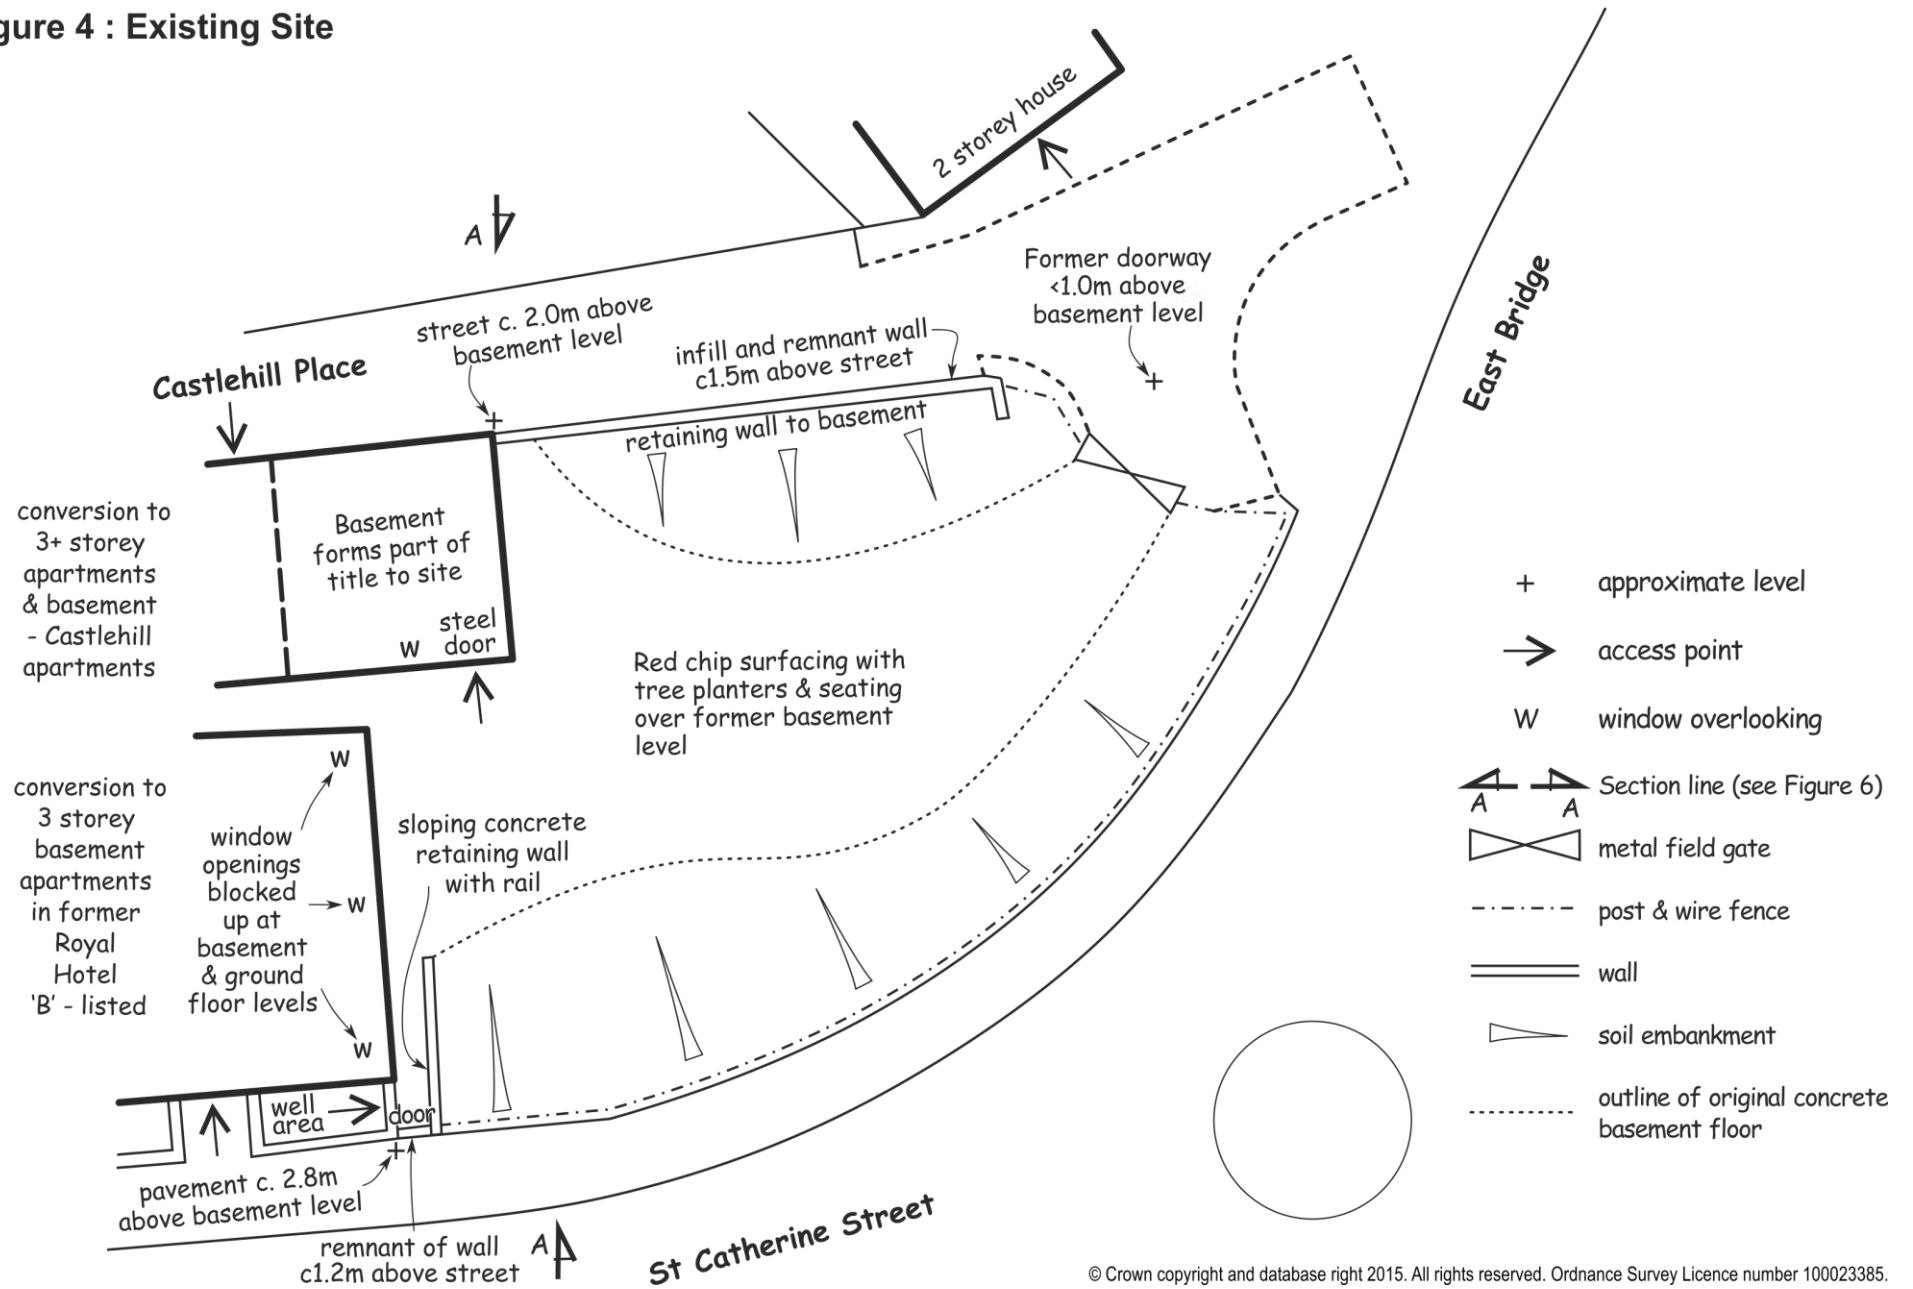 gure 4 : Existing Site
2 storey house
A
Former doorway
<1.0m above
basement level
East Bridge
street c. 2.0m above
basement level
infill and remnant wall
c1.5m above street
Castlehill Place
retaining wall to basement
conversion to
3+ storey
apartments
& basement
- Castlehill
apartments
Basement
forms part of
title to site
steel
door
W
Red chip surfacing with
tree planters & seating
over former basement
level
conversion to
3 storey
basement
apartments
in former
Royal
Hotel
'B' - listed
W
window
openings
blocked
up at
basement
& ground
floor levels
W
W
sloping concrete
retaining wall
with rail
well
area
door
pavement c. 2.8m
above basement level
remnant of wall
c1.2m above street
A
St Catherine Street
+ approximate level
access point
W window overlooking
A A Section line (see Figure 6)
metal field gate
post & wire fence
wall
soil embankment
outline of original concrete
basement floor
© Crown copyright and database right 2015. All rights reserved. Ordnance Survey Licence number 100023385.